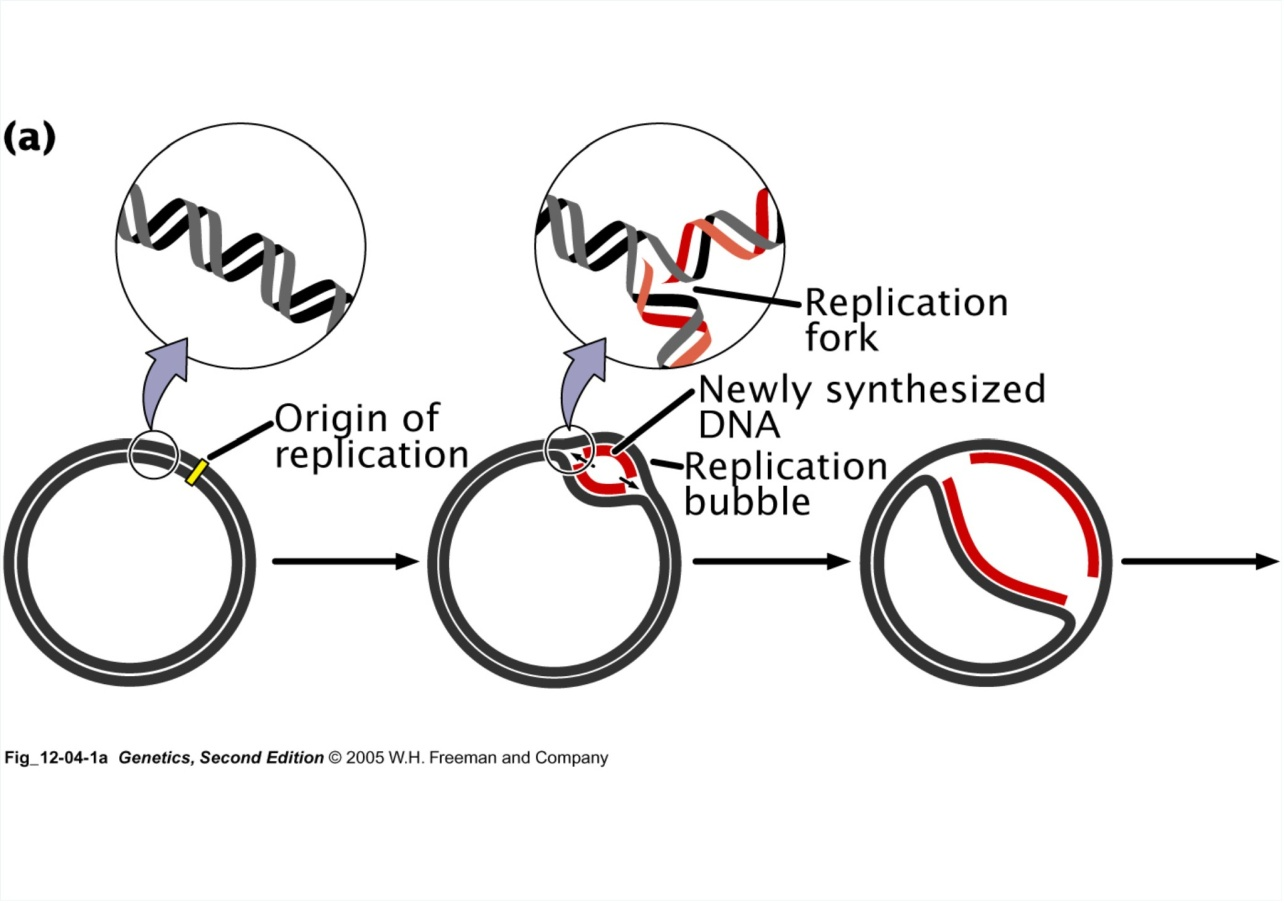 (a)
Replication
fork
Newly synthesized
DNA
Origin of
replication
Replication
bubble
Fig_12-04-1a Genetics, Second Edition © 2005 W.H. Freeman and Company